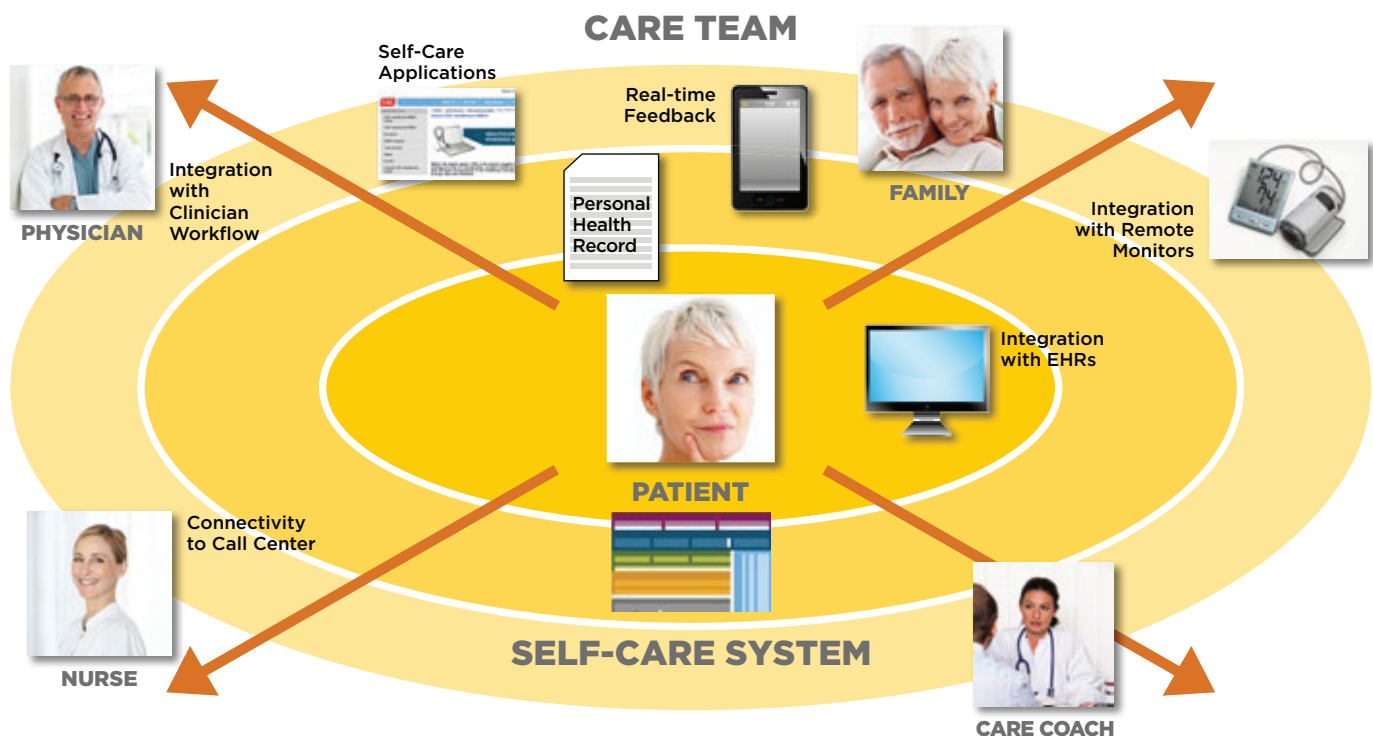 CARE TEAM
Self-Care
Applications
Real-time
Feedback
Integration
with
Clinician
Workflow
PHYSICIAN
Personal
Health
Record
FAMILY
Integration
with Remote
Monitors
124
74
Integration
with EHRs
PATIENT
Connectivity
to Call Center
NURSE
SELF-CARE SYSTEM
CARE COACH